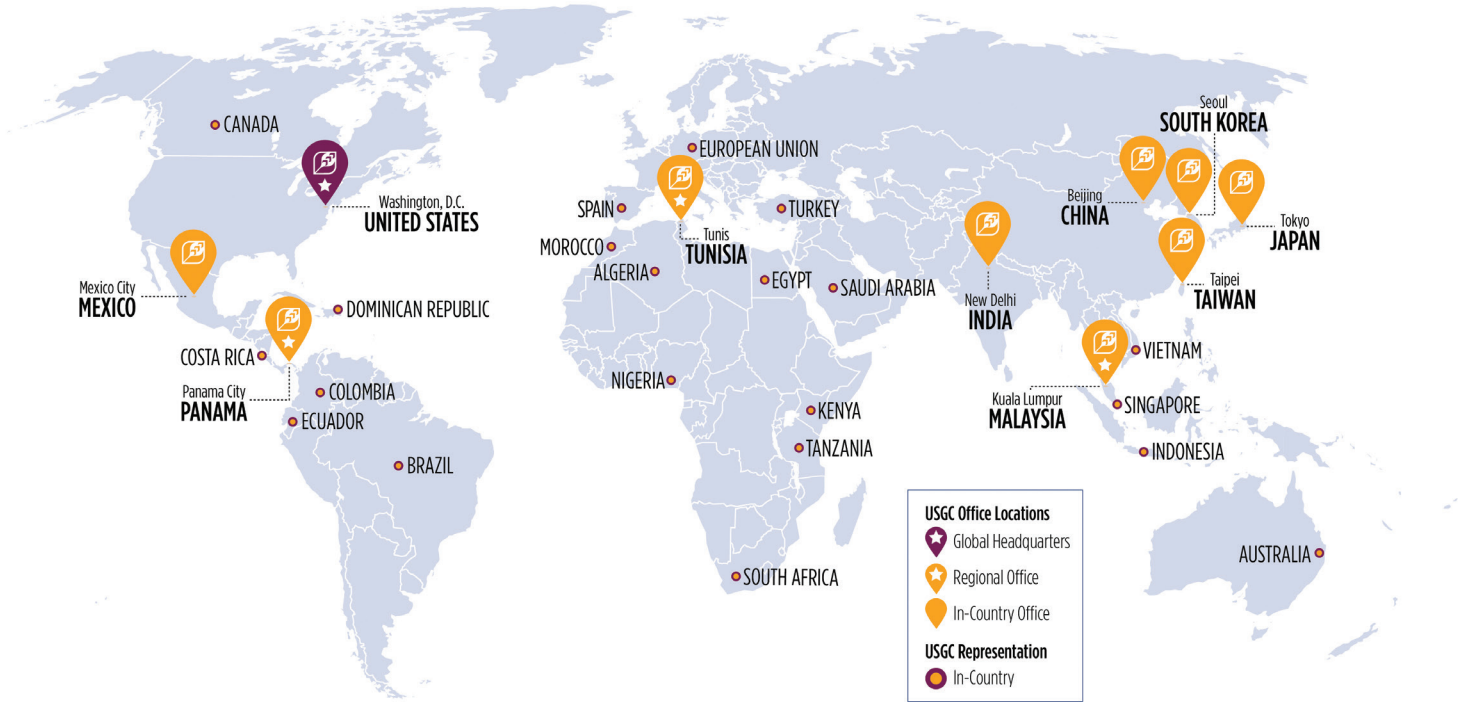 CANADA
Washington, D.C.
UNITED STATES
Mexico City
MEXICO
DOMINICAN REPUBLIC
COSTA RICA
Panama City
PANAMA
COLOMBIA
ECUADOR
BRAZIL
EUROPEAN UNION
SPAIN
TURKEY
MOROCCO
Tunis
TUNISIA
ALGERIA
EGYPT
SAUDI ARABIA
NIGERIA
KENYA
TANZANIA
SOUTH AFRICA
Seoul
SOUTH KOREA
Beijing
CHINA
Tokyo
JAPAN
Taipei
TAIWAN
New Delhi
INDIA
VIETNAM
Kuala Lumpur
MALAYSIA
SINGAPORE
INDONESIA
AUSTRALIA
USGC Office Locations
Global Headquarters
Regional Office
In-Country Office
USGC Representation
In-Country